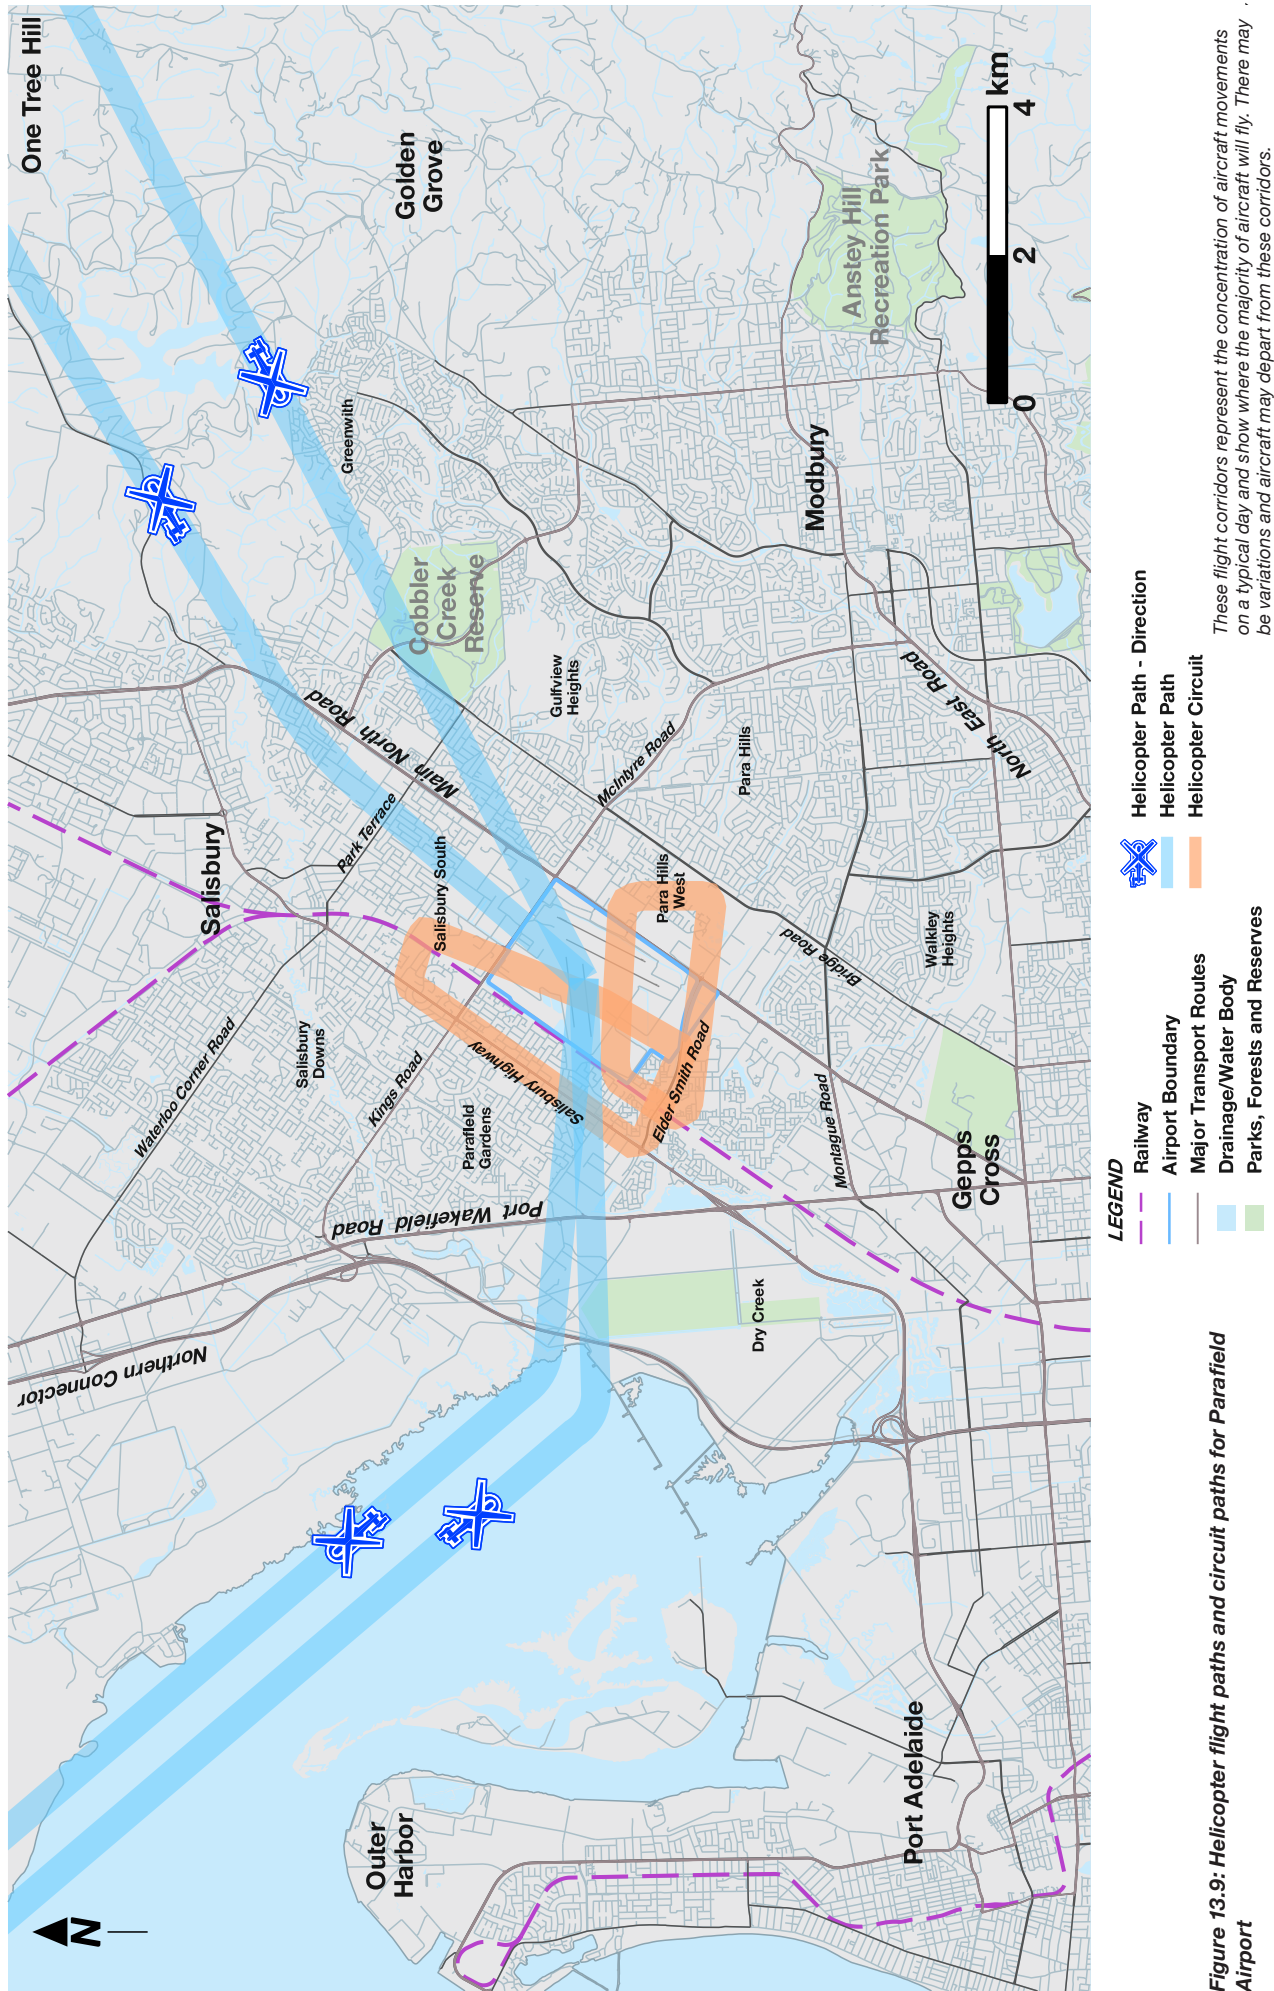 One Tree Hill
Golden
Grove
Anstey Hill
Recreation Park
Greenwith
Modbury
Cobbler
Creek
Reserve
Gulfview
Heights
Main North Road
McIntyre Road
Para Hills
North East Road
Park Terrace
Salisbury
Salisbury South
Para Hills
West
Walkley
Heights
Bridge Road
Waterloo Corner Road
Salisbury
Downs
Kings Road
Salisbury Highway
Elder Smith Road
Parafield
Gardens
Montague Road
Gepps
Cross
Port Wakefield Road
Northern Connector
Dry Creek
Port Adelaide
Outer
Harbor
N
0 2 4 km
LEGEND
Railway
Airport Boundary
Major Transport Routes
Drainage/Water Body
Parks, Forests and Reserves
Helicopter Path - Direction
Helicopter Path
Helicopter Circuit
These flight corridors represent the concentration of aircraft movements
on a typical day and show where the majority of aircraft will fly. There may
be variations and aircraft may depart from these corridors.
Figure 13.9: Helicopter flight paths and circuit paths for Parafield
Airport